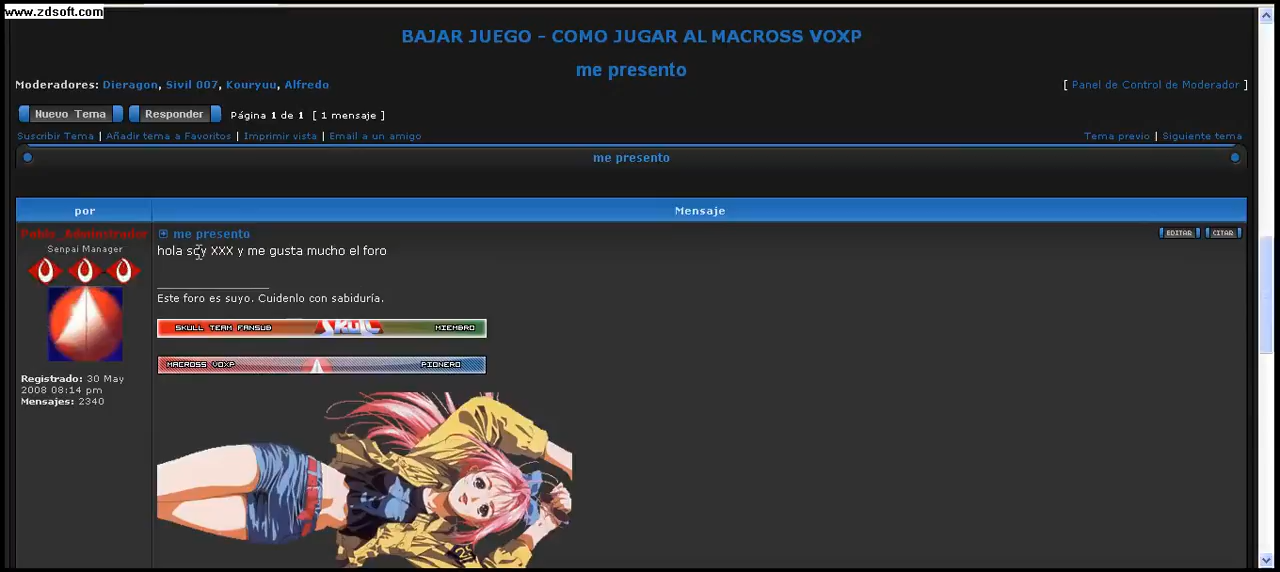 www.zdsoft.com
BAJAR JUEGO - COMO JUGAR AL MACROSS VOXP
me presento
Moderadores: Dieragon, Sivil 007, Kouryuu, Alfredo
[ Panel de Control de Moderador ]
Nuevo Tema Responder Página 1 de 1 [ 1 mensaje ]
Suscribir Tema | Añadir tema a Favoritos | Imprimir vista | Email a un amigo
Tema previo | Siguiente tema
me presento
por Mensaje
Pablo_Administrador
me presento
EDITAR CITAR
Senpai Manager
hola soy XXX y me gusta mucho el foro
Este foro es suyo. Cuidenlo con sabiduría.
SKULL TEAM FANSUB SKULL MIEMBRO
MACROSS VOXP PIONERO
Registrado: 30 May
2008 08:14 pm
Mensajes: 2340